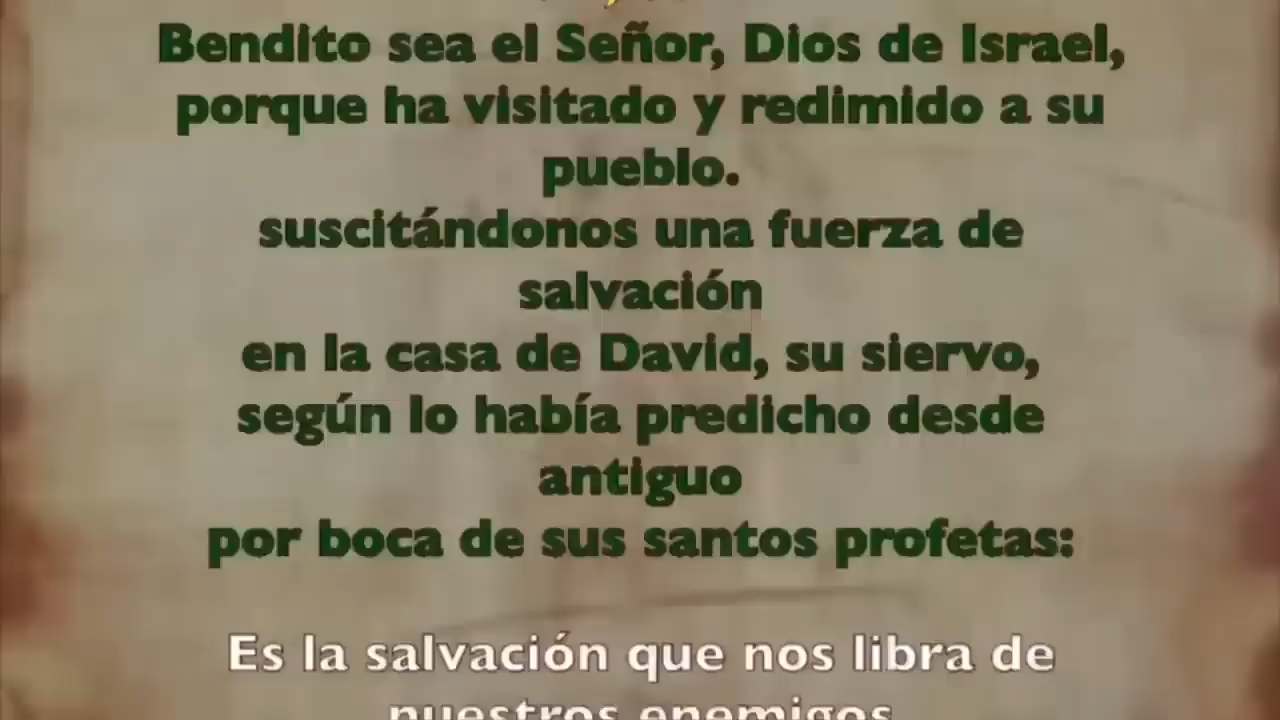 Bendito sea el Señor, Dios de Israel,
porque ha visitado y redimido a su
pueblo.
suscitándonos una fuerza de
salvación
en la casa de David, su siervo,
según lo había predicho desde
antiguo
por boca de sus santos profetas:
Es la salvación que nos libra de
nuestros enemigos